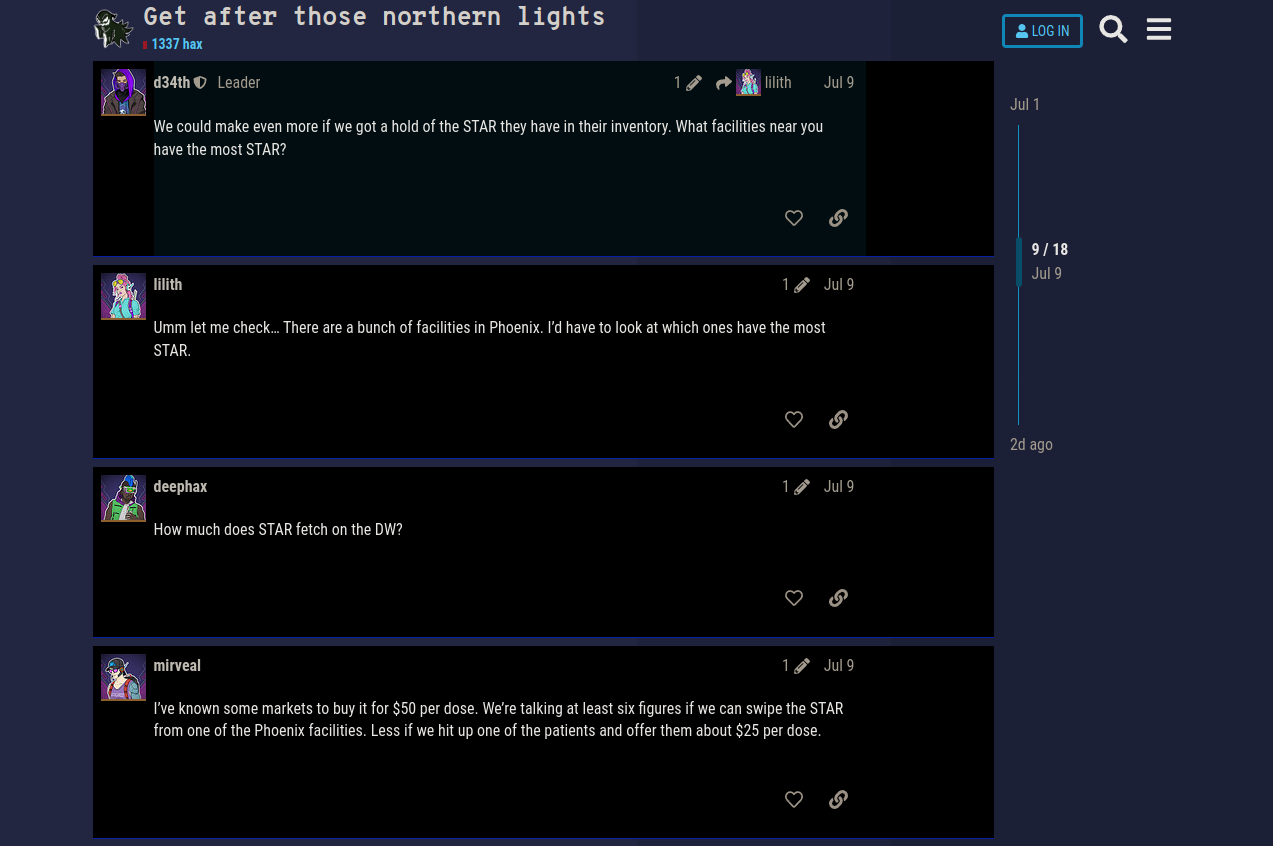 Get after those northern lights
1337 hax
LOG IN
d34th Leader 1 lilith Jul 9
We could make even more if we got a hold of the STAR they have in their inventory. What facilities near you
have the most STAR?
Jul 1
9 / 18
Jul 9
2d ago
lilith 1 Jul 9
Umm let me check… There are a bunch of facilities in Phoenix. I’d have to look at which ones have the most
STAR.
deephax 1 Jul 9
How much does STAR fetch on the DW?
mirveal 1 Jul 9
I’ve known some markets to buy it for $50 per dose. We’re talking at least six figures if we can swipe the STAR
from one of the Phoenix facilities. Less if we hit up one of the patients and offer them about $25 per dose.